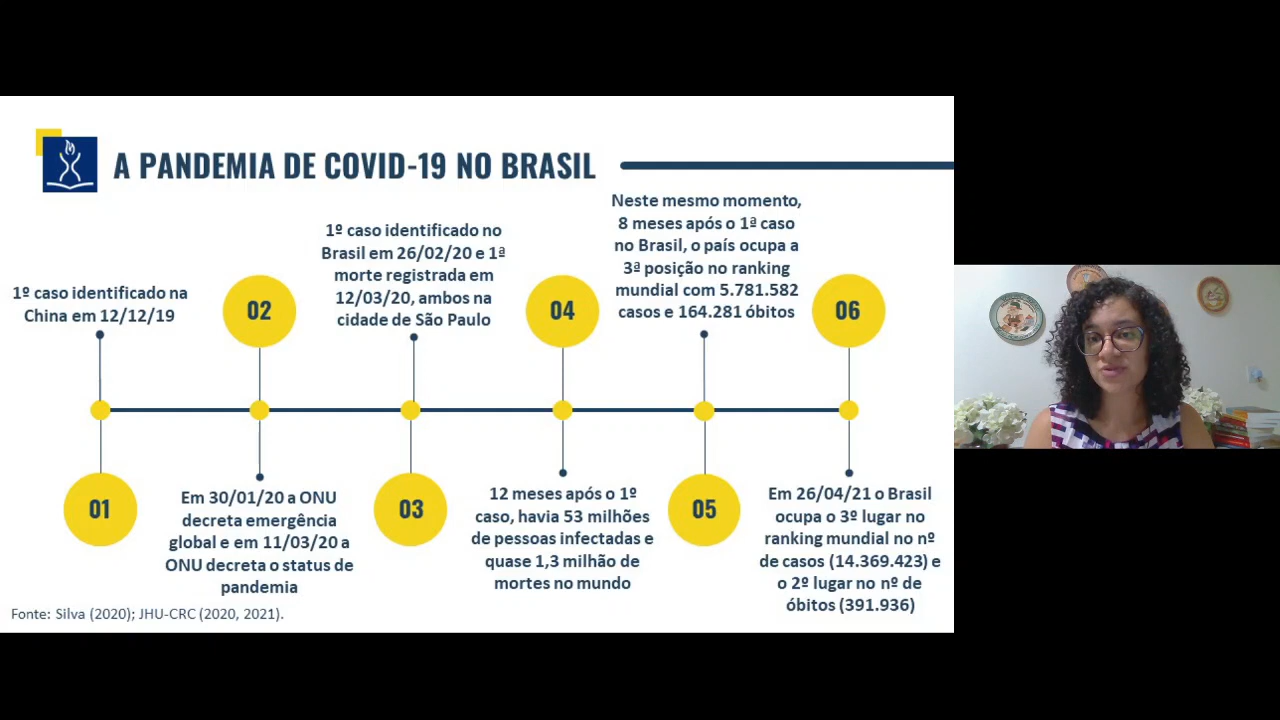 A PANDEMIA DE COVID-19 NO BRASIL
1º caso identificado na
China em 12/12/19
01
02
Em 30/01/20 a ONU
decreta emergência
global e em 11/03/20 a
ONU decreta o status de
pandemia
1º caso identificado no
Brasil em 26/02/20 e 1ª
morte registrada em
12/03/20, ambos na
cidade de São Paulo
03
04
12 meses após o 1º
caso, havia 53 milhões
de pessoas infectadas e
quase 1,3 milhão de
mortes no mundo
Neste mesmo momento,
8 meses após o 1ª caso
no Brasil, o país ocupa a
3ª posição no ranking
mundial com 5.781.582
casos e 164.281 óbitos
05
06
Em 26/04/21 o Brasil
ocupa o 3º lugar no
ranking mundial no nº
de casos (14.369.423) e
o 2º lugar no nº de
óbitos (391.936)
Fonte: Silva (2020); JHU-CRC (2020, 2021).